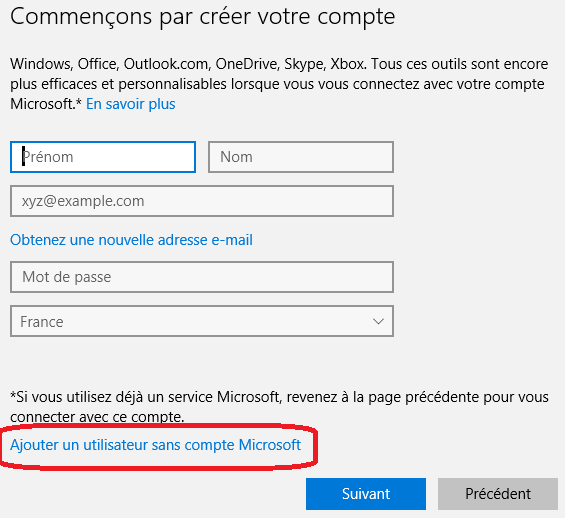 Commençons par créer votre compte
Windows, Office, Outlook.com, OneDrive, Skype, Xbox. Tous ces outils sont encore
plus efficaces et personnalisables lorsque vous vous connectez avec votre compte
Microsoft.* En savoir plus
Prénom
Nom
xyz@example.com
Obtenez une nouvelle adresse e-mail
Mot de passe
France
*Si vous utilisez déjà un service Microsoft, revenez à la page précédente pour vous
connecter avec ce compte.
Ajouter un utilisateur sans compte Microsoft
Suivant
Précédent